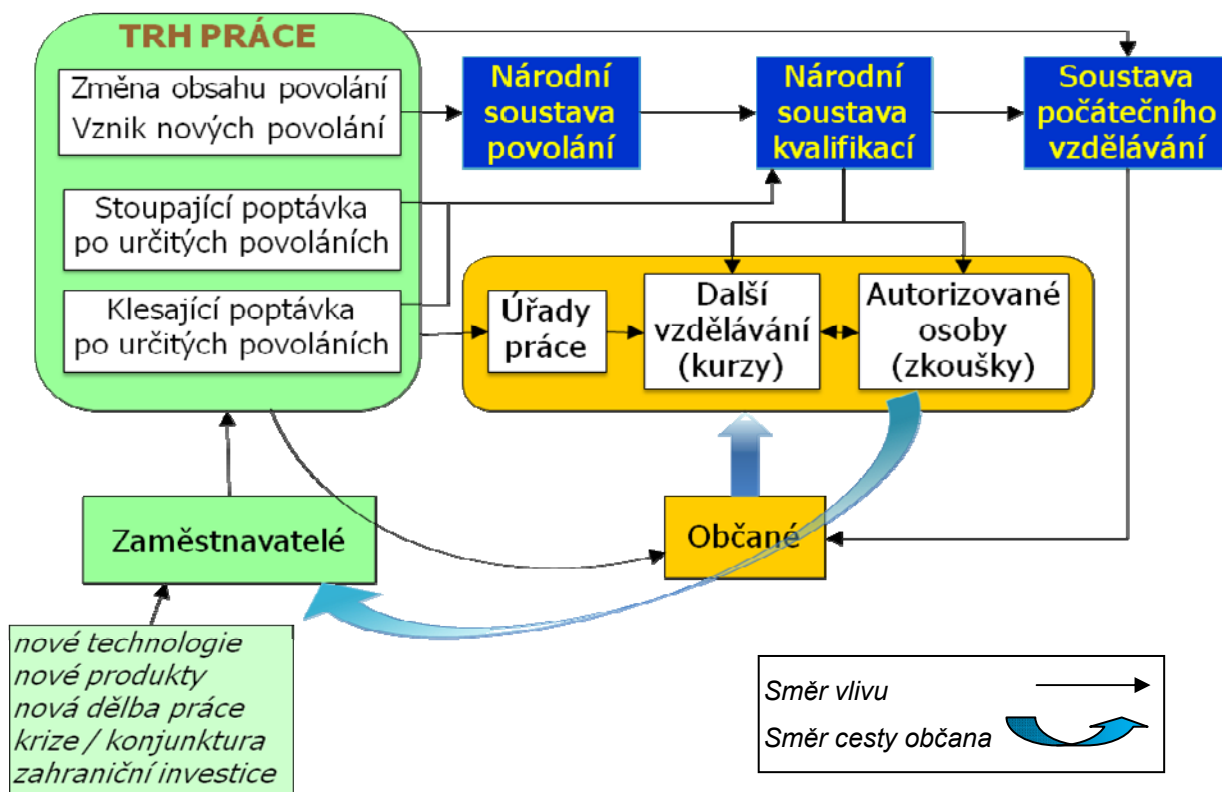 TRH PRÁCE
Změna obsahu povolání
Vznik nových povolání
Stoupající poptávka
po určitých povoláních
Klesající poptávka
po určitých povoláních
Národní
soustava
povolání
Národní
soustava
kvalifikací
Soustava
počátečního
vzdělávání
Úřady
práce
Další
vzdělávání
(kurzy)
Autorizované
osoby
(zkoušky)
Zaměstnavatelé
Občané
nové technologie
nové produkty
nová dělba práce
krize / konjunktura
zahraniční investice
Směr vlivu
Směr cesty občana